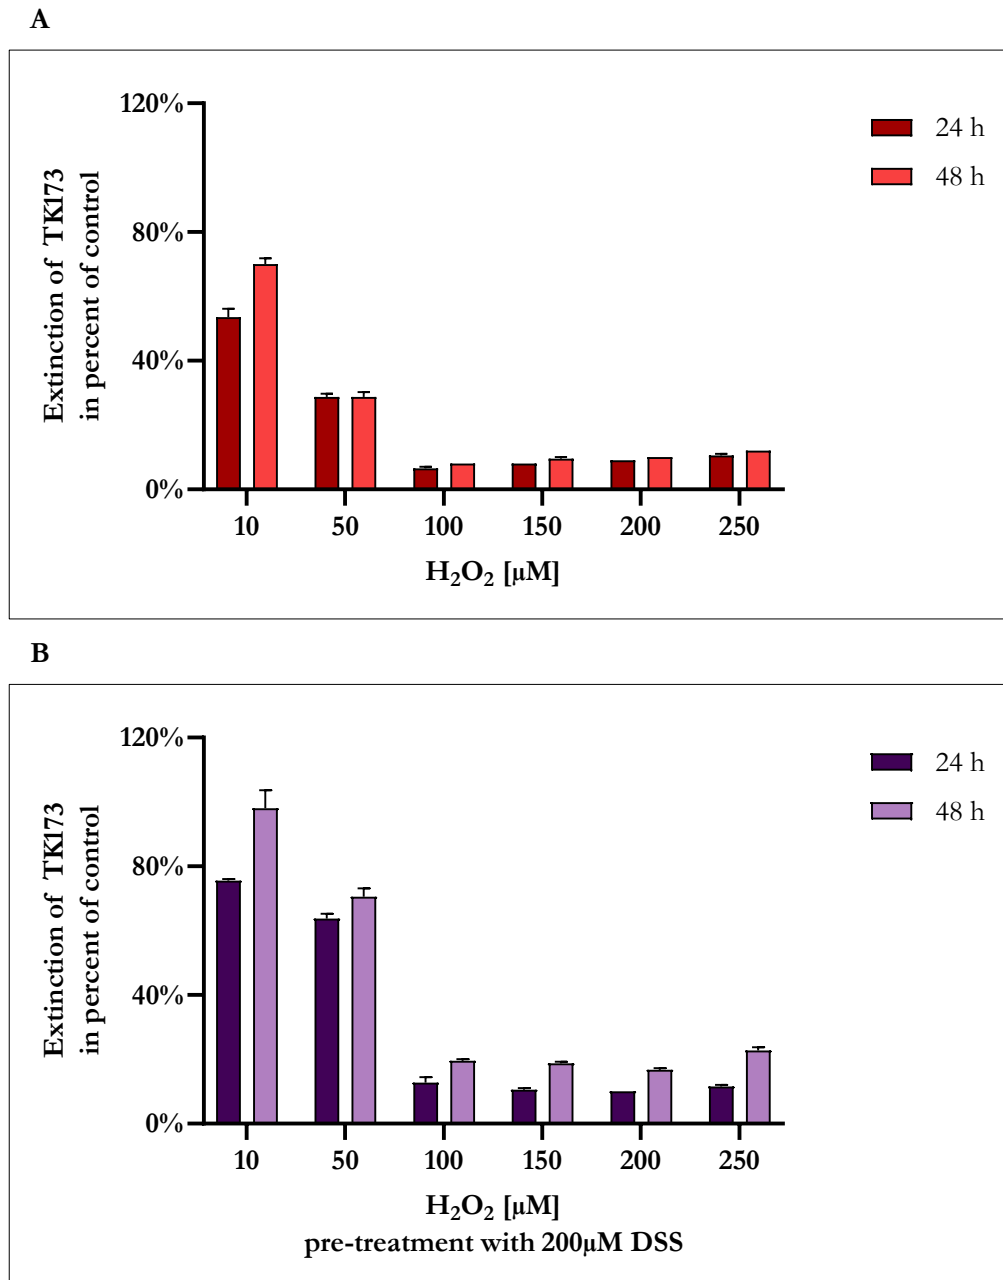 A
120%
80%
40%
0%
Extinction of TK173
in percent of control
24 h
48 h
10 50 100 150 200 250
H₂O₂ [µM]
B
120%
80%
40%
0%
Extinction of TK173
in percent of control
24 h
48 h
10 50 100 150 200 250
H₂O₂ [µM]
pre-treatment with 200µM DSS